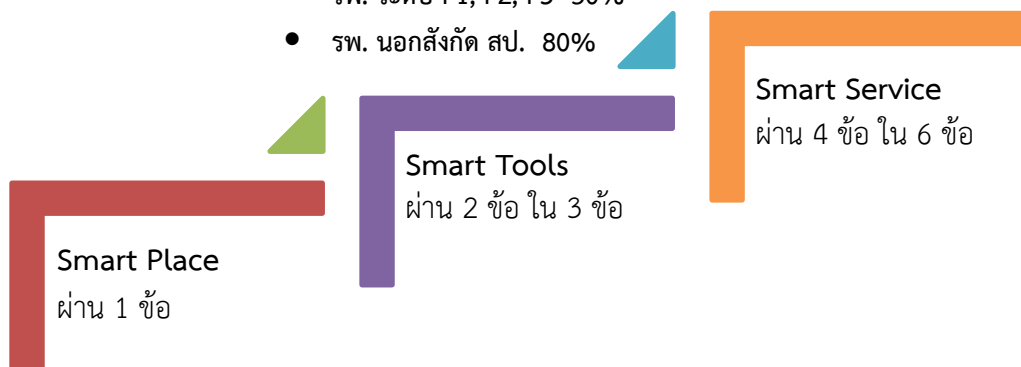 ● รพ. นอกสังกัด สป. 80%
Smart Service
ผ่าน 4 ข้อ ใน 6 ข้อ
Smart Tools
ผ่าน 2 ข้อ ใน 3 ข้อ
Smart Place
ผ่าน 1 ข้อ